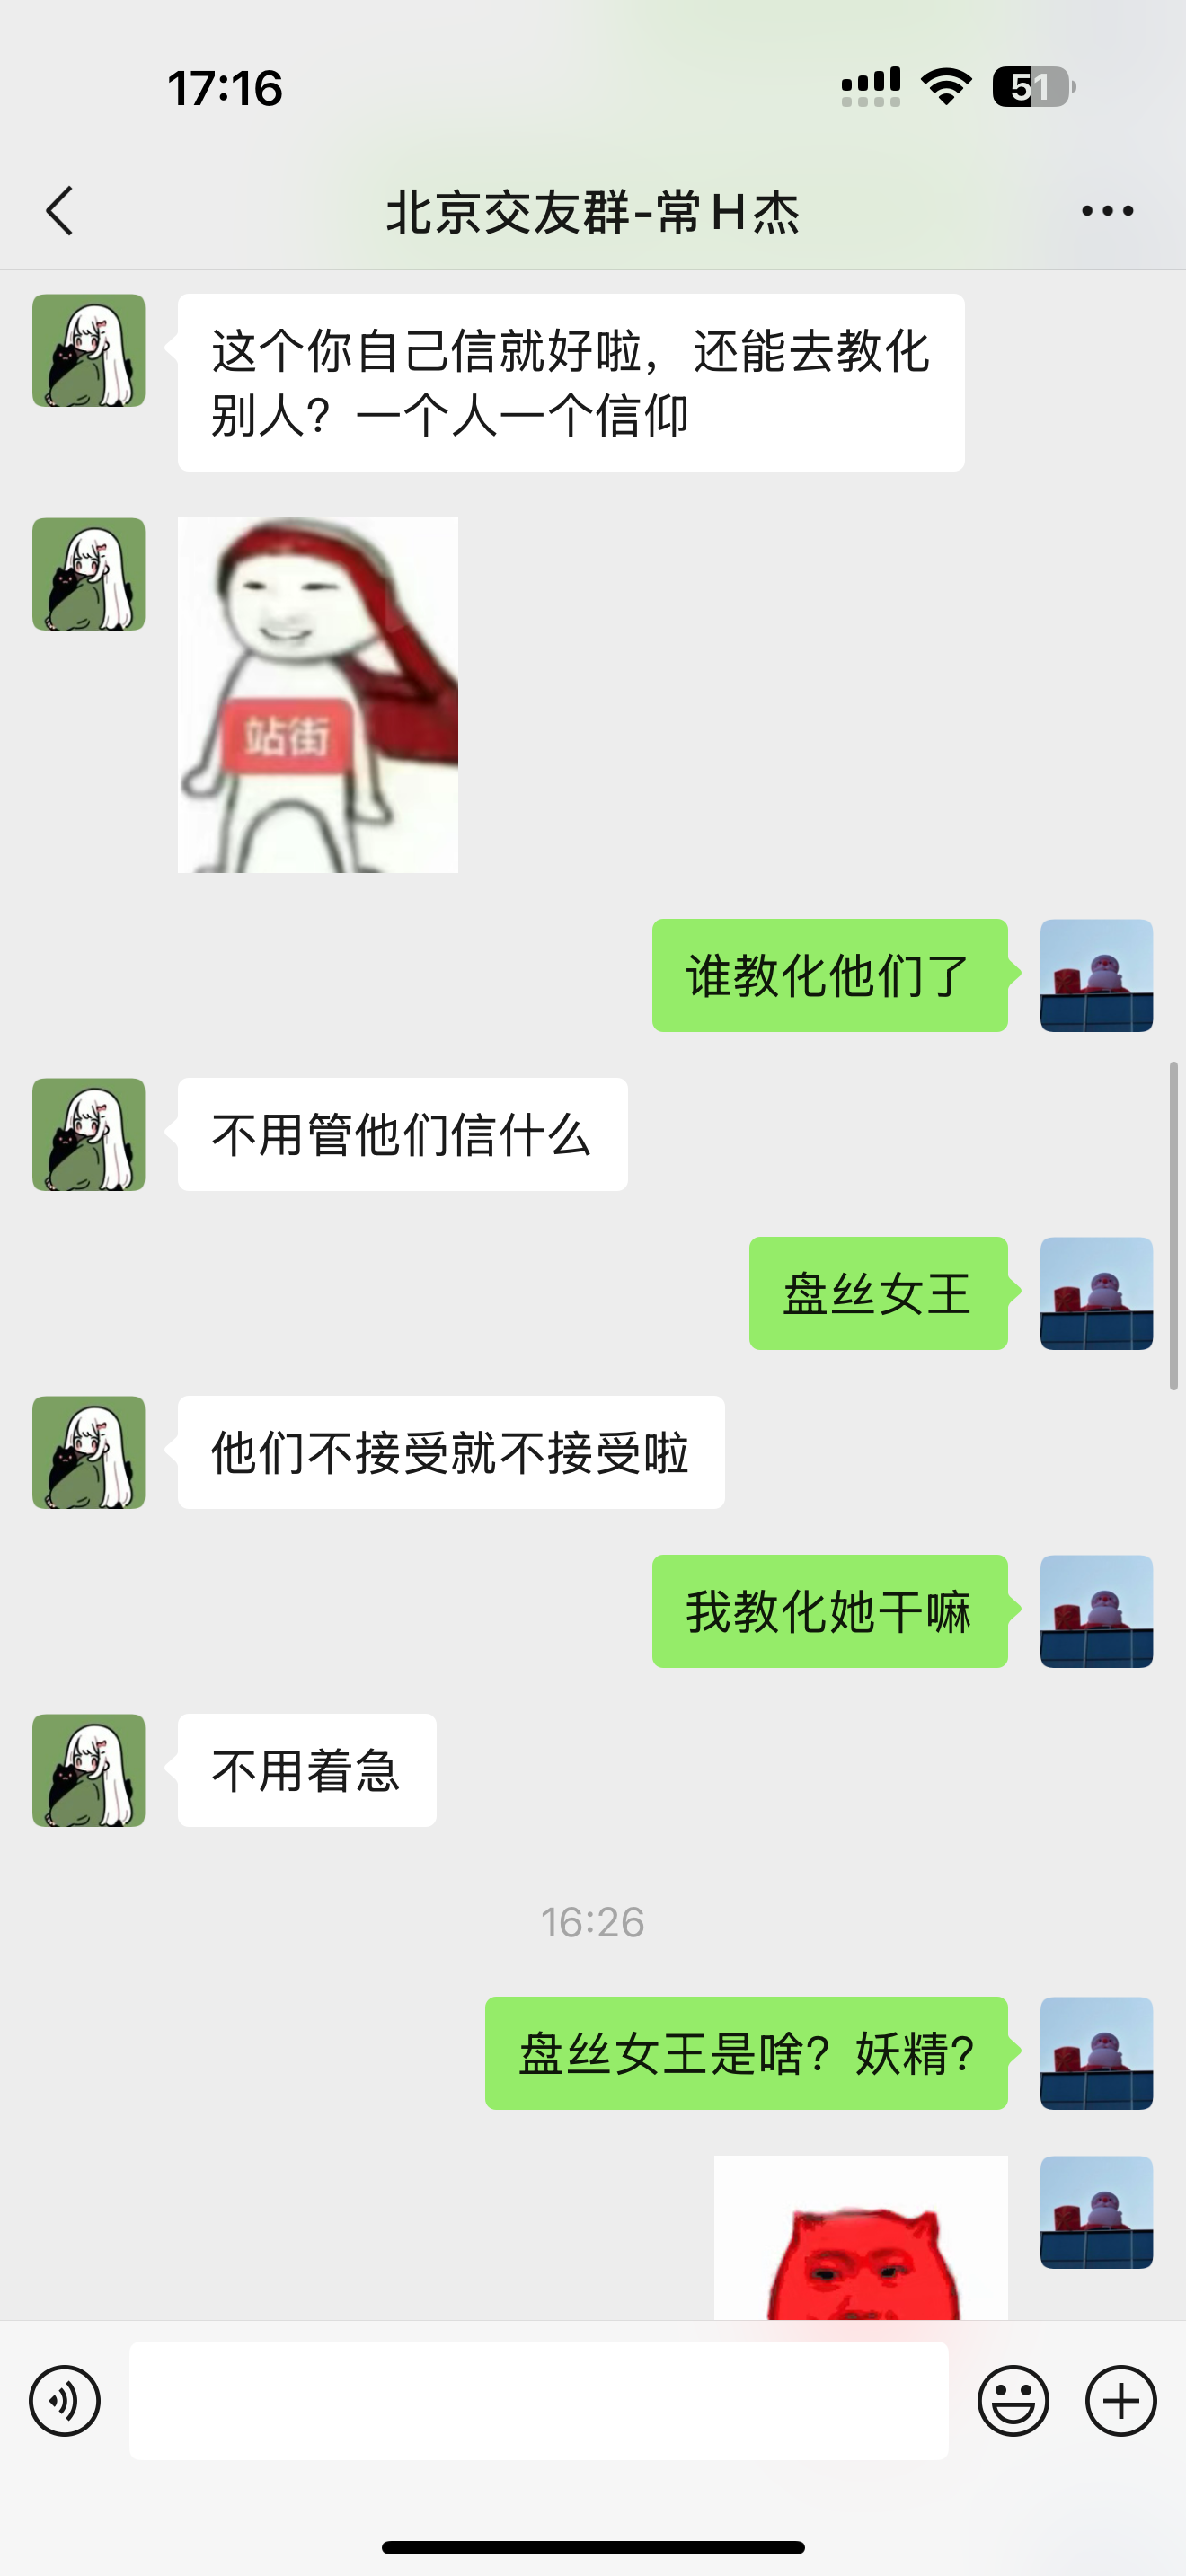 17:16
51
北京交友群-常H杰
这个你自己信就好啦，还能去教化
别人？一个人一个信仰
站街
谁教化他们了
不用管他们信什么
盘丝女王
他们不接受就不接受啦
我教化她干嘛
不用着急
16:26
盘丝女王是啥？妖精？